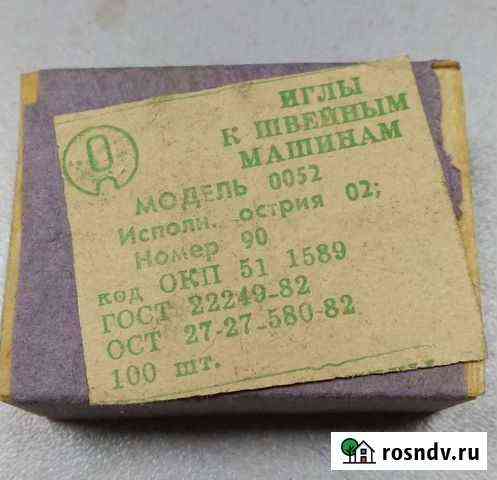 ИГЛЫ
К ШВЕЙНЫМ
МАШИНАМ
МОДЕЛЬ 0052
Исполн. острия 02;
Номер 90
код ОКП 51 1589
ГОСТ 22249-82
ОСТ 27-27-580-82
100 шт.
rosndv.ru